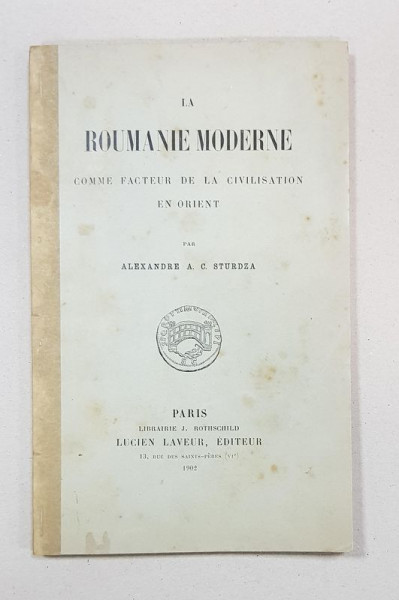 LA
ROUMANIE MODERNE
COMME FACTEUR DE LA CIVILISATION
EN ORIENT
PAR
ALEXANDRE A. C. STURDZA
PARIS
LIBRAIRIE J. ROTHSCHILD
LUCIEN LAVEUR, ÉDITEUR
13, RUE DES SAINTS-PÈRES (VIe)
1902